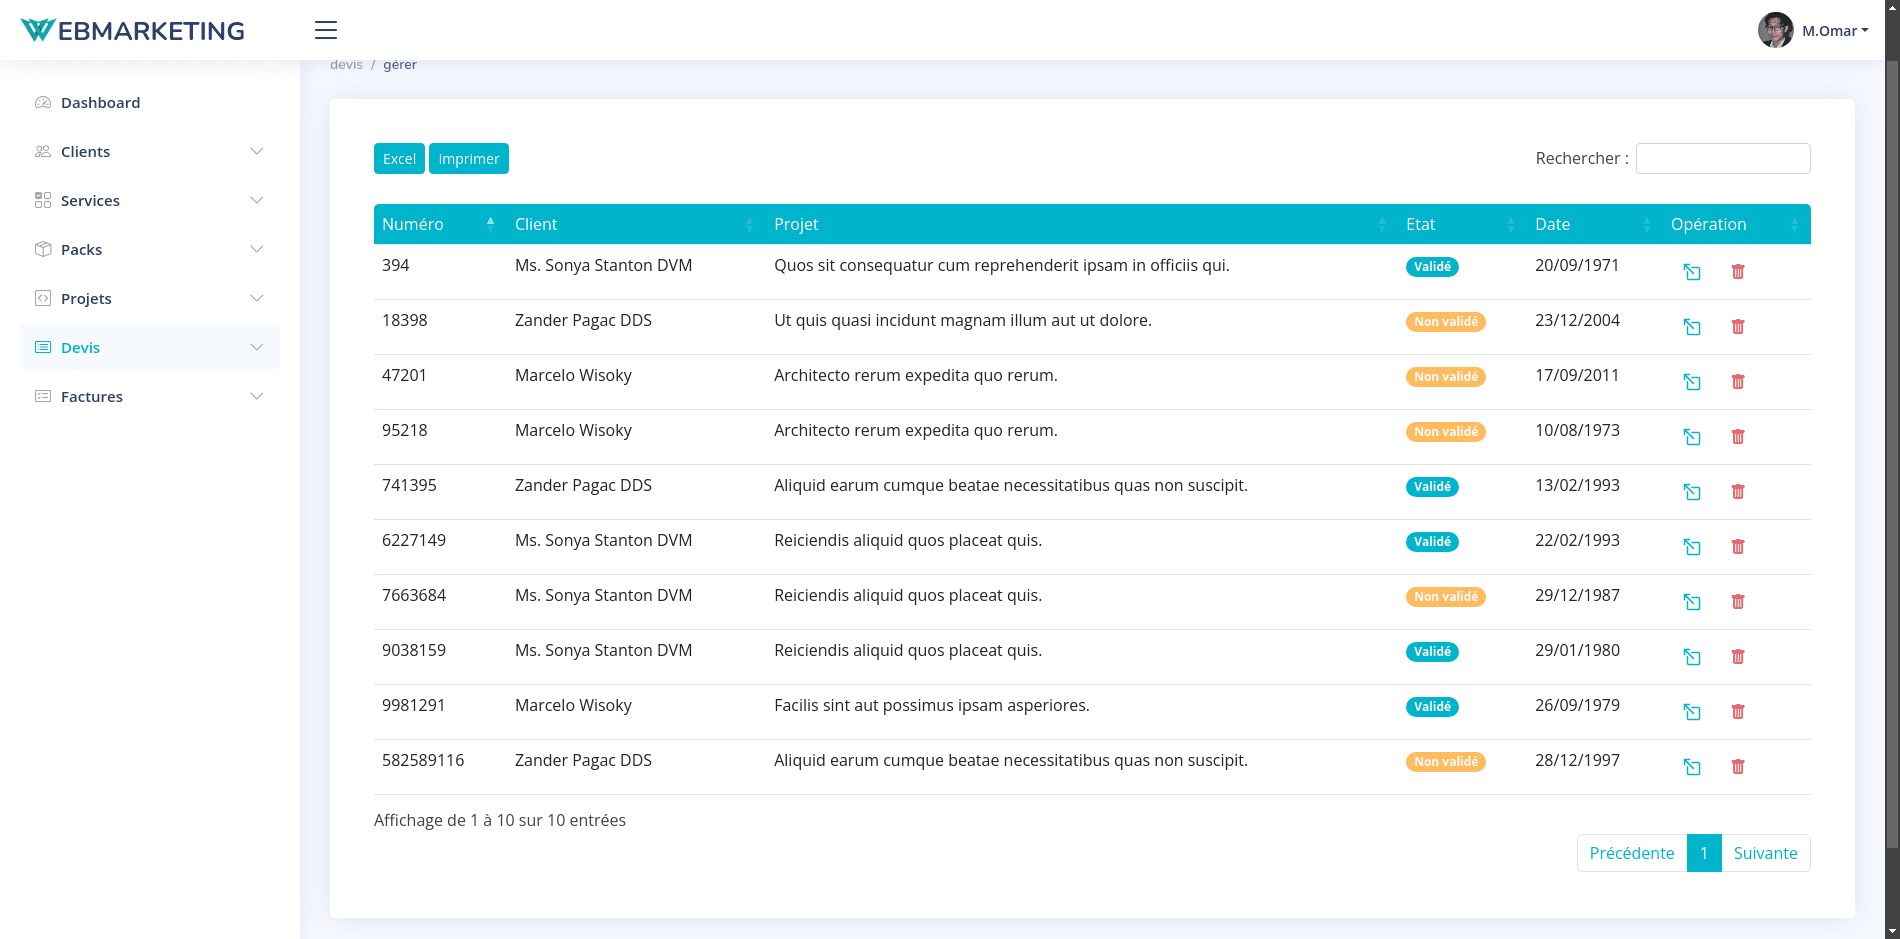 WEBMARKETING
M.Omar
devis / gérer
Dashboard
Clients
Services
Packs
Projets
Devis
Factures
Excel Imprimer
Rechercher :
Numéro Client Projet Etat Date Opération
394 Ms. Sonya Stanton DVM Quos sit consequatur cum reprehenderit ipsam in officiis qui. Validé 20/09/1971
18398 Zander Pagac DDS Ut quis quasi incidunt magnam illum aut ut dolore. Non validé 23/12/2004
47201 Marcelo Wisoky Architecto rerum expedita quo rerum. Non validé 17/09/2011
95218 Marcelo Wisoky Architecto rerum expedita quo rerum. Non validé 10/08/1973
741395 Zander Pagac DDS Aliquid earum cumque beatae necessitatibus quas non suscipit. Validé 13/02/1993
6227149 Ms. Sonya Stanton DVM Reiciendis aliquid quos placeat quis. Validé 22/02/1993
7663684 Ms. Sonya Stanton DVM Reiciendis aliquid quos placeat quis. Non validé 29/12/1987
9038159 Ms. Sonya Stanton DVM Reiciendis aliquid quos placeat quis. Validé 29/01/1980
9981291 Marcelo Wisoky Facilis sint aut possimus ipsam asperiores. Validé 26/09/1979
582589116 Zander Pagac DDS Aliquid earum cumque beatae necessitatibus quas non suscipit. Non validé 28/12/1997
Affichage de 1 à 10 sur 10 entrées
Précédente 1 Suivante